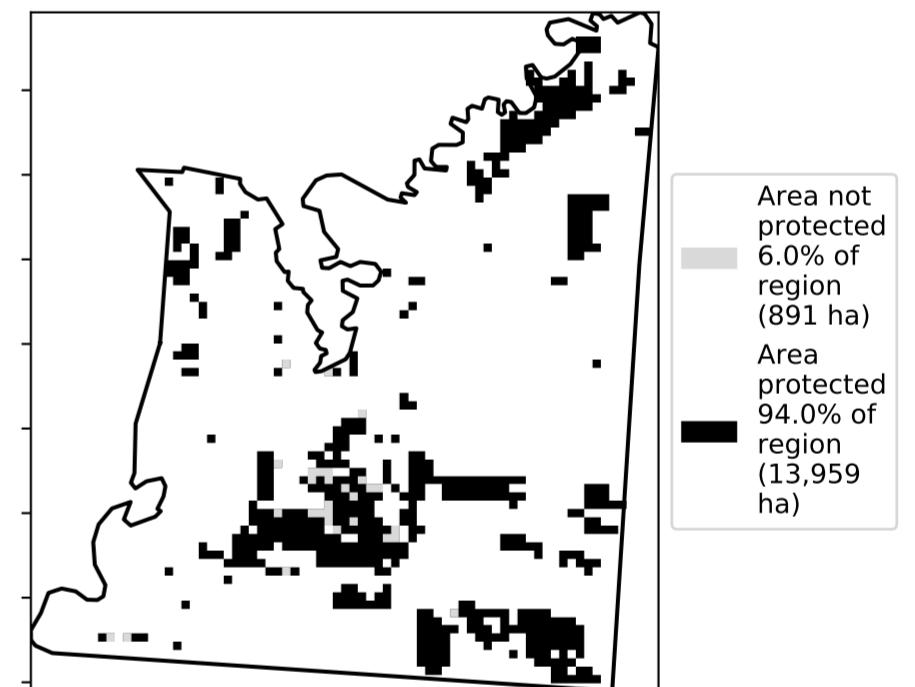 Area not
protected
6.0% of
region
(891 ha)
Area
protected
94.0% of
region
(13,959
ha)